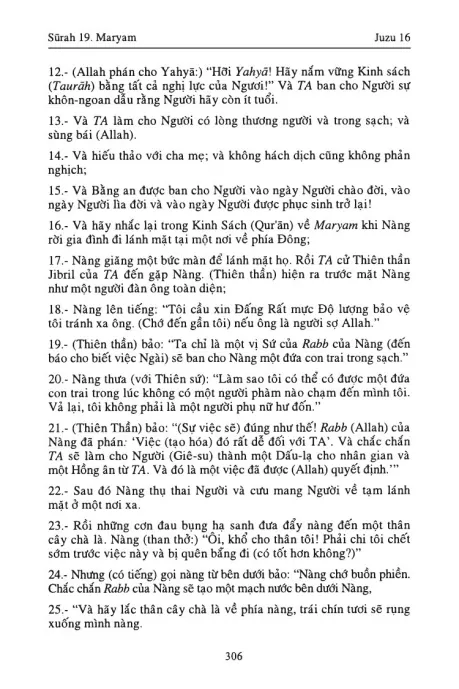 Sūrah 19. Maryam Juzu 16
12.- (Allah phán cho Yahyā:) “Hỡi Yahyā! Hãy nắm vững Kinh sách
(Taurāh) bằng tất cả nghị lực của Ngươi!” Và TA ban cho Người sự
khôn-ngoan dẫu rằng Người hãy còn ít tuổi.
13.- Và TA làm cho Người có lòng thương người và trong sạch; và
sùng bái (Allah).
14.- Và hiếu thảo với cha mẹ; và không hách dịch cũng không phản
nghịch;
15.- Và Bằng an được ban cho Người vào ngày Người chào đời, vào
ngày Người lìa đời và vào ngày Người được phục sinh trở lại!
16.- Và hãy nhắc lại trong Kinh Sách (Qur’ān) về Maryam khi Nàng
rời gia đình đi lánh mặt tại một nơi về phía Đông;
17.- Nàng giăng một bức màn để lánh mặt họ. Rồi TA cử Thiên thần
Jibril của TA đến gặp Nàng. (Thiên thần) hiện ra trước mặt Nàng
như một người đàn ông toàn diện;
18.- Nàng lên tiếng: “Tôi cầu xin Đấng Rất mực Độ lượng bảo vệ
tôi tránh xa ông. (Chớ đến gần tôi) nếu ông là người sợ Allah.”
19.- (Thiên thần) bảo: “Ta chỉ là một vị Sứ của Rabb của Nàng (đến
báo cho biết việc Ngài) sẽ ban cho Nàng một đứa con trai trong sạch.”
20.- Nàng thưa (với Thiên sứ): “Làm sao tôi có thể có được một đứa
con trai trong lúc không có một người phàm nào chạm đến mình tôi.
Vả lại, tôi không phải là một người phụ nữ hư đốn.”
21.- (Thiên Thần) bảo: “(Sự việc sẽ) đúng như thế! Rabb (Allah) của
Nàng đã phán: ‘Việc (tạo hóa) đó rất dễ đối với TA’. Và chắc chắn
TA sẽ làm cho Người (Giê-su) thành một Dấu-lạ cho nhân gian và
một Hồng ân từ TA. Và đó là một việc đã được (Allah) quyết định.’”
22.- Sau đó Nàng thụ thai Người và cưu mang Người về tạm lánh
mặt ở một nơi xa.
23.- Rồi những cơn đau bụng hạ sanh đưa đẩy nàng đến một thân
cây chà là. Nàng (than thở:) “Ôi, khổ cho thân tôi! Phải chi tôi chết
sớm trước việc này và bị quên bẵng đi (có tốt hơn không?)”
24.- Nhưng (có tiếng) gọi nàng từ bên dưới bảo: “Nàng chớ buồn phiền.
Chắc chắn Rabb của Nàng sẽ tạo một mạch nước bên dưới Nàng,
25.- “Và hãy lắc thân cây chà là về phía nàng, trái chín tươi sẽ rụng
xuống mình nàng.
306